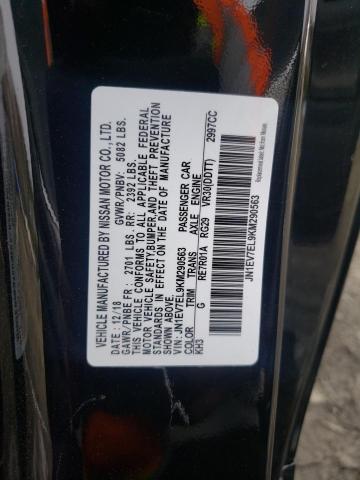 VEHICLE MANUFACTURED BY NISSAN MOTOR CO., LTD.
DATE: 12/18 GVWR/PNBV: 5082 LBS.
GAWR/PNBE FR: 2701 LBS. RR: 2392 LBS.
THIS VEHICLE CONFORMS TO ALL APPLICABLE FEDERAL
MOTOR VEHICLE SAFETY,BUMPER,AND THEFT PREVENTION
STANDARDS IN EFFECT ON THE DATE OF MANUFACTURE
SHOWN ABOVE.
VIN: JN1EV7EL9KM290563 PASSENGER CAR
COLOR TRIM TRANS AXLE ENGINE
KH3 G RE7R01A RG29 VR30(DDTT) 2997CC
JN1EV7EL9KM290563